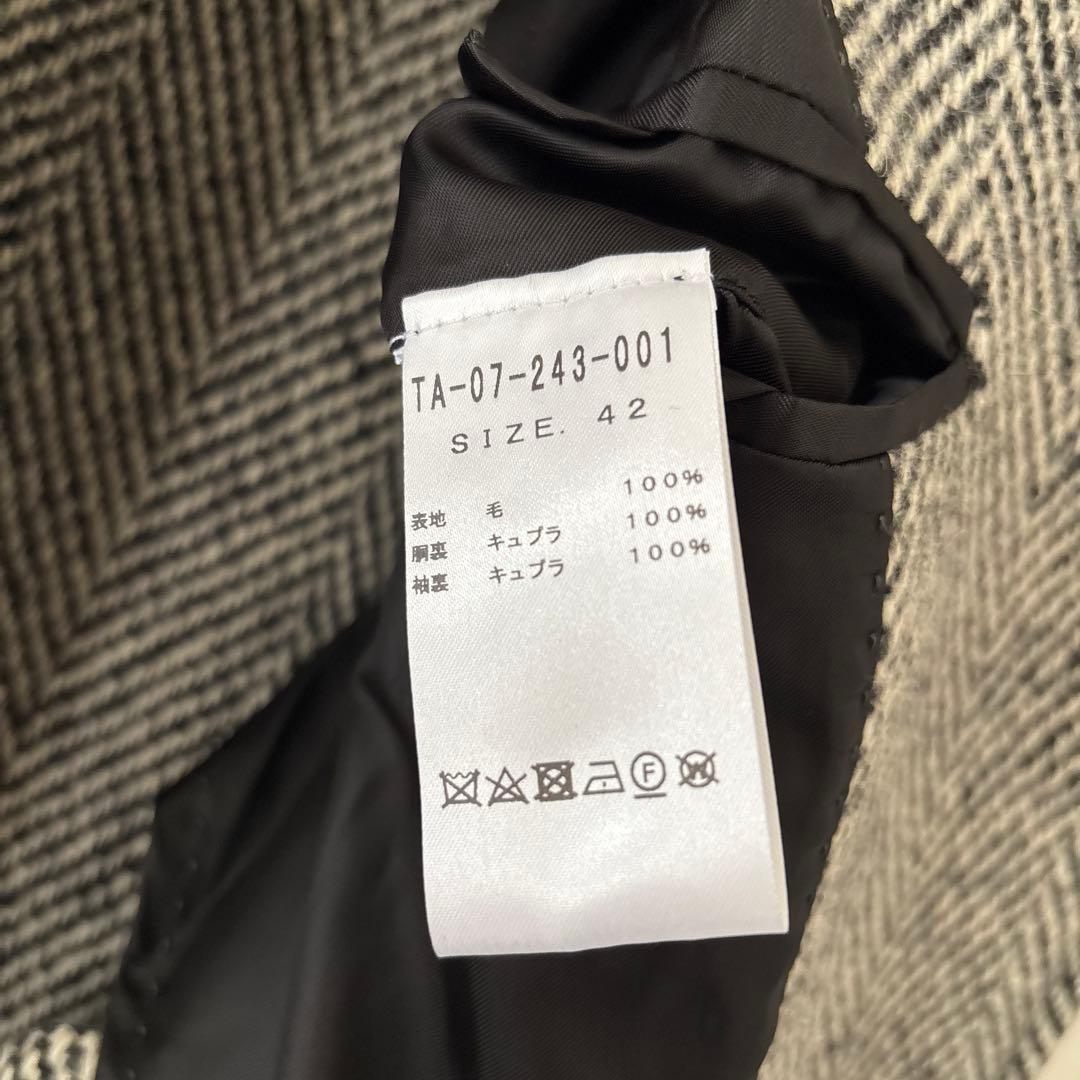 TA-07-243-001
SIZE. 42
表地 毛 100%
胴裏 キュプラ 100%
袖裏 キュプラ 100%
F W